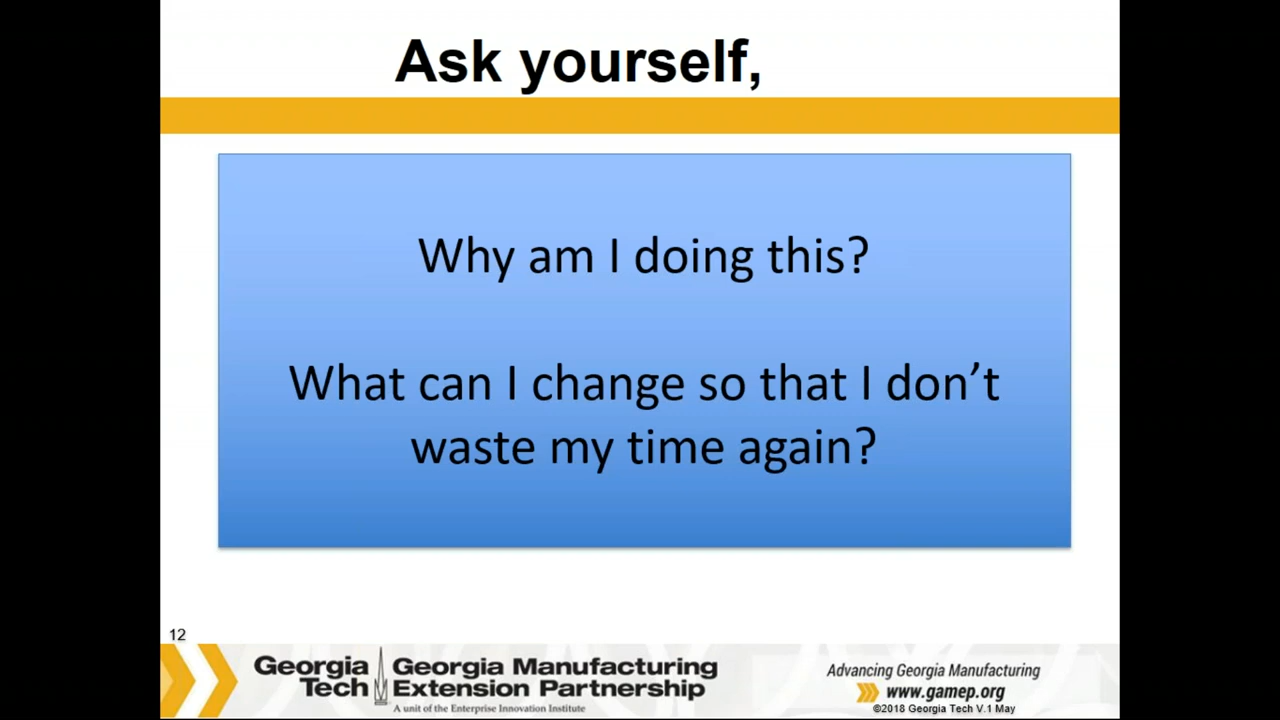 Ask yourself,
Why am I doing this?
What can I change so that I don’t
waste my time again?
12
Georgia Tech
Georgia Manufacturing
Extension Partnership
A unit of the Enterprise Innovation Institute
Advancing Georgia Manufacturing
www.gamep.org
©2018 Georgia Tech V.1 May